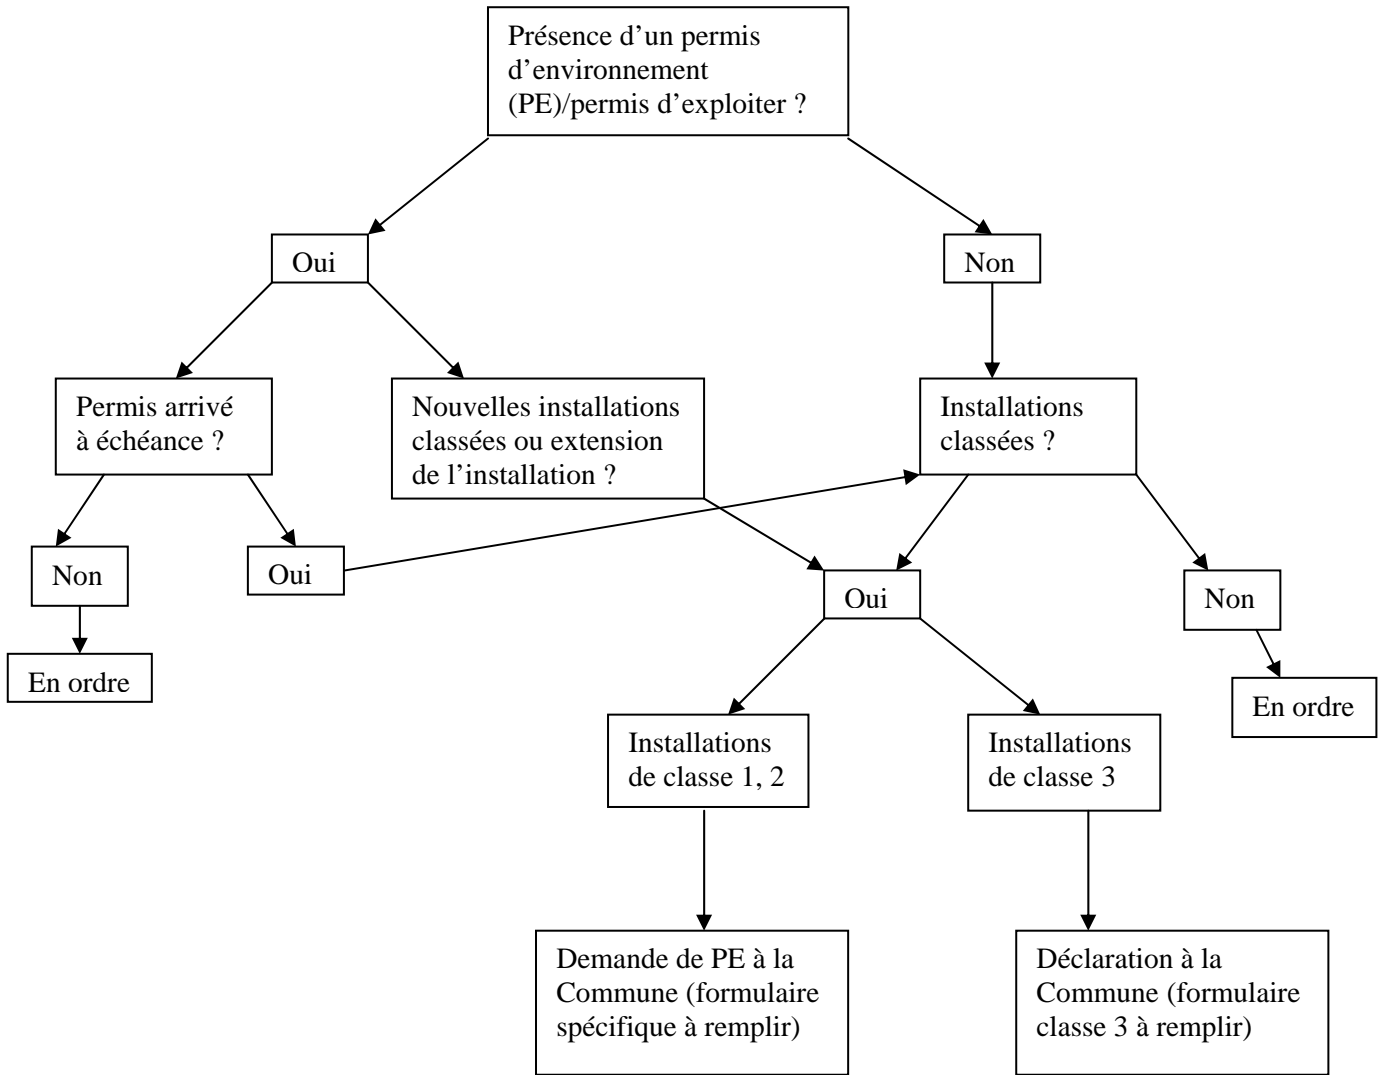 Présence d’un permis
d’environnement
(PE)/permis d’exploiter ?
Oui
Non
Permis arrivé
à échéance ?
Nouvelles installations
classées ou extension
de l’installation ?
Installations
classées ?
Non
Oui
Oui
Non
En ordre
En ordre
Installations
de classe 1, 2
Installations
de classe 3
Demande de PE à la
Commune (formulaire
spécifique à remplir)
Déclaration à la
Commune (formulaire
classe 3 à remplir)